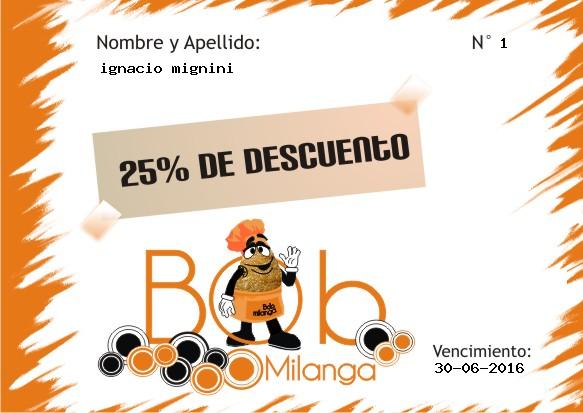 Nombre y Apellido:
N° 1
ignacio mignini
25% DE DESCUENTO
Bob
Bob
milanga
Milanga
Vencimiento:
30-06-2016